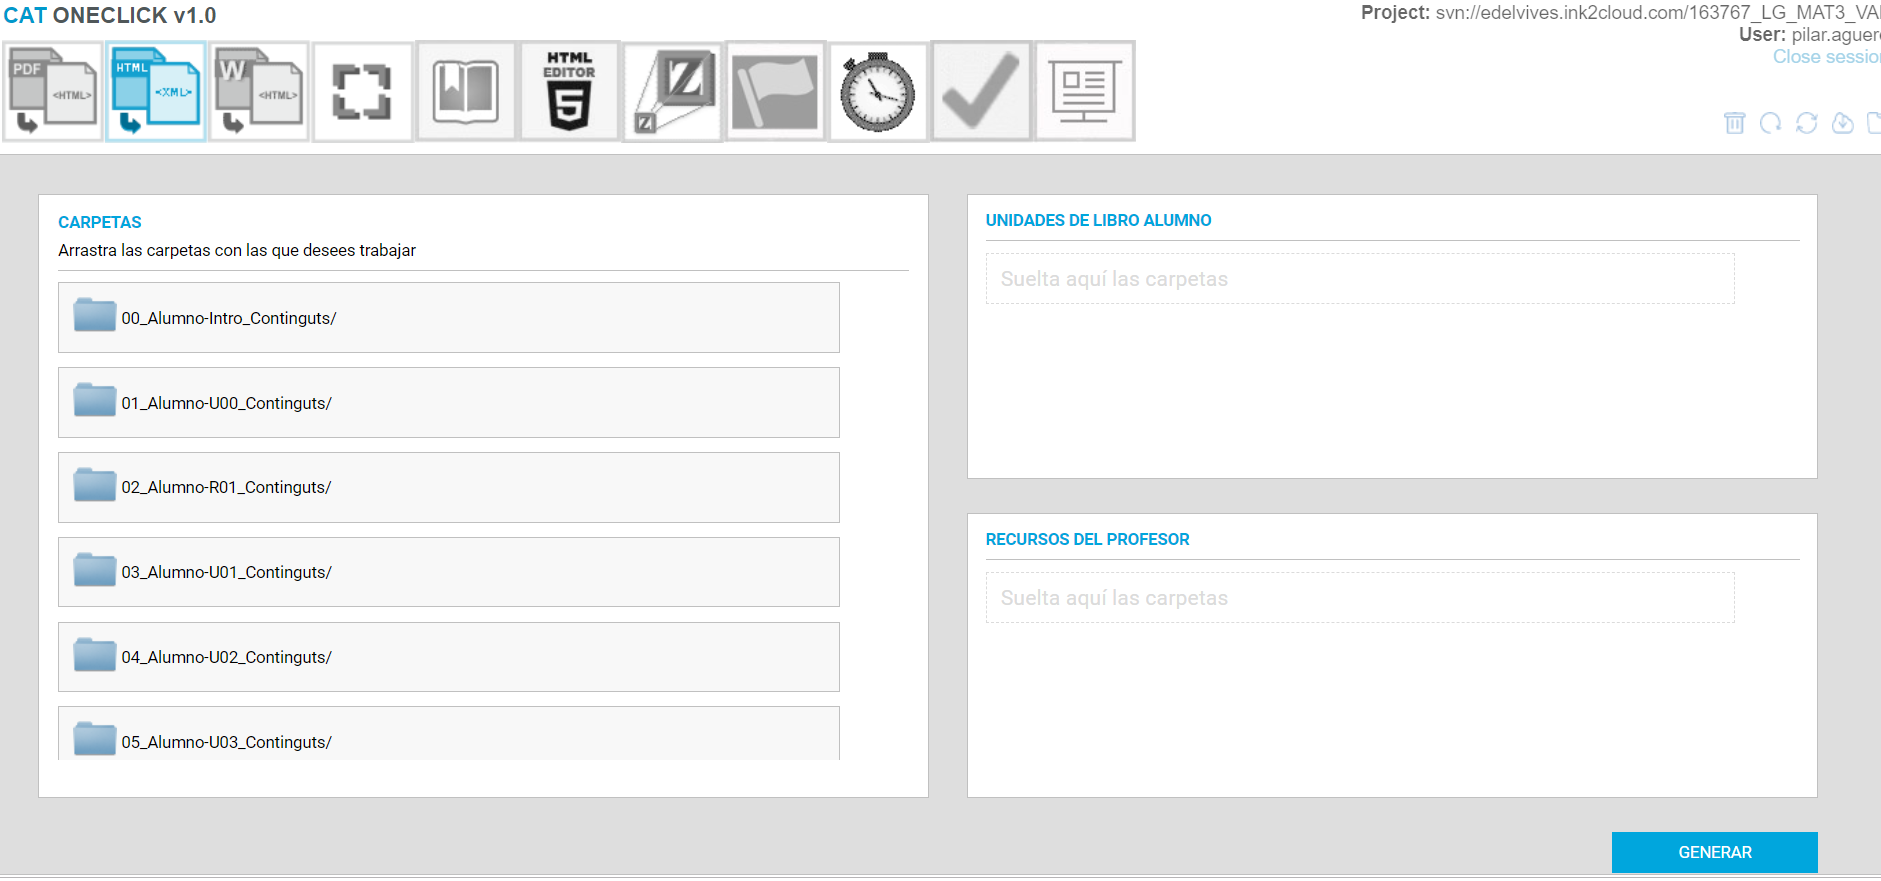 CAT ONECLICK v1.0
Project: svn://edelvives.ink2cloud.com/163767_LG_MAT3_VA
User: pilar.aguer
Close sessio
PDF <HTML>
HTML <XML>
W <HTML>
HTML
EDITOR
5
Z
Z
CARPETAS
Arrastra las carpetas con las que desees trabajar
00_Alumno-Intro_Continguts/
01_Alumno-U00_Continguts/
02_Alumno-R01_Continguts/
03_Alumno-U01_Continguts/
04_Alumno-U02_Continguts/
05_Alumno-U03_Continguts/
UNIDADES DE LIBRO ALUMNO
Suelta aquí las carpetas
RECURSOS DEL PROFESOR
Suelta aquí las carpetas
GENERAR